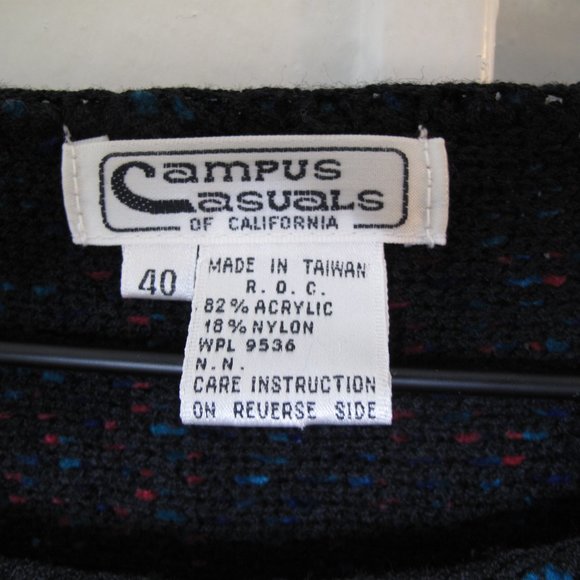 Campus
Casuals
OF CALIFORNIA
40
MADE IN TAIWAN
R. O. C.
82% ACRYLIC
18% NYLON
WPL 9536
N. N.
CARE INSTRUCTION
ON REVERSE SIDE